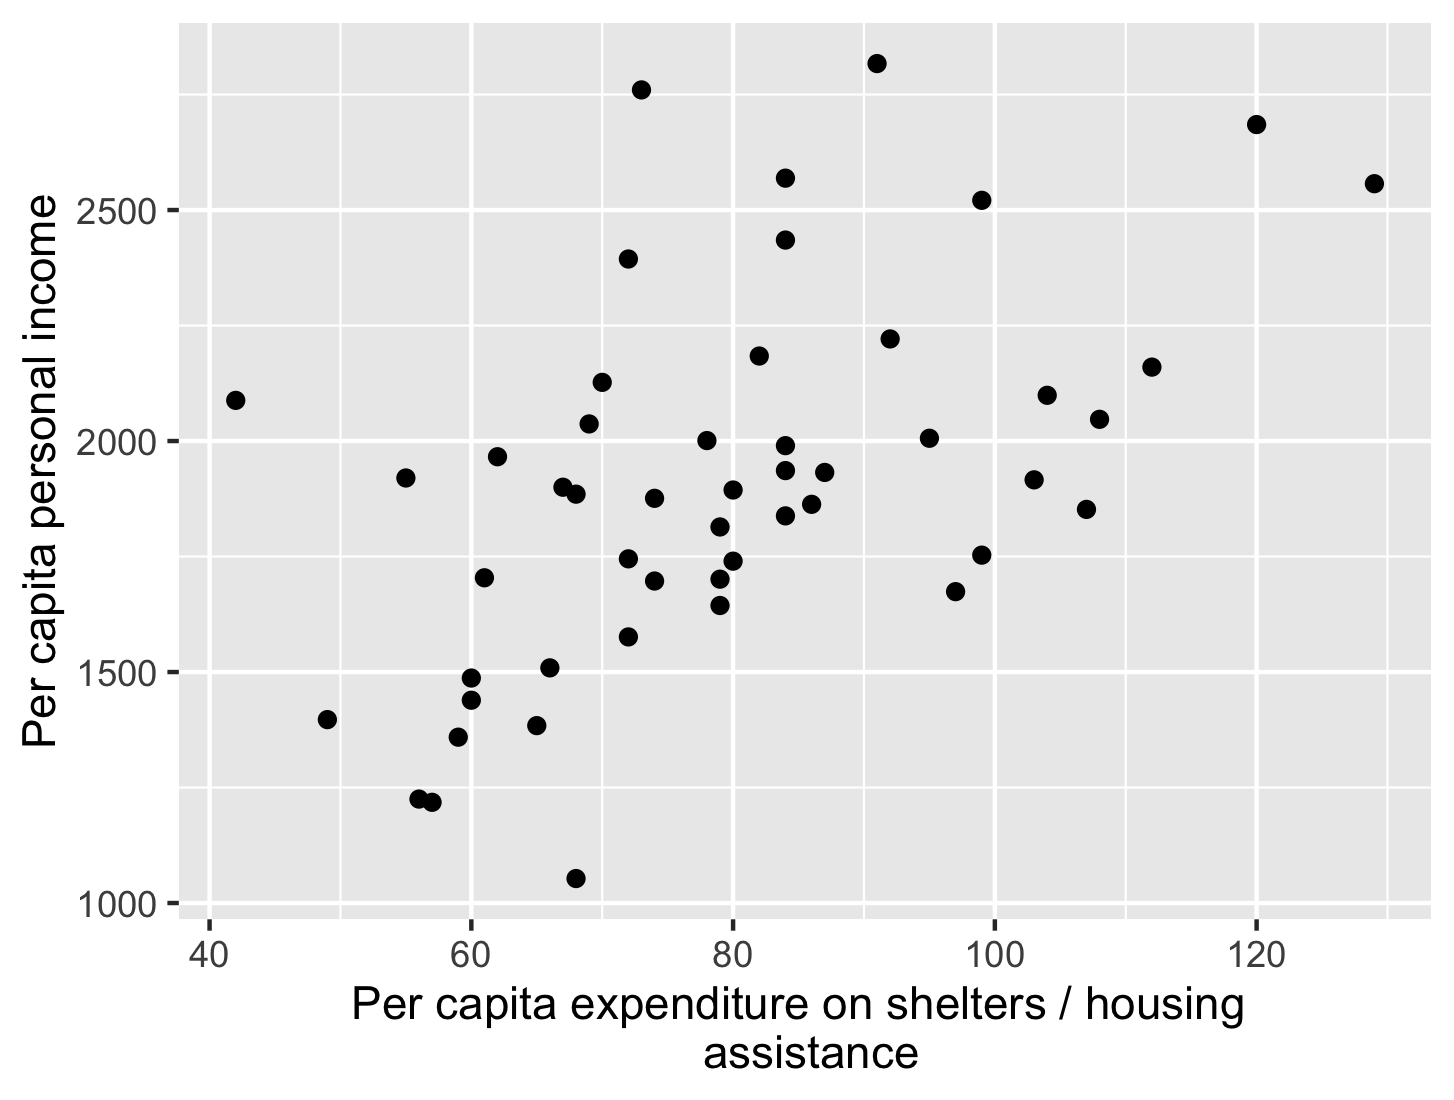 Per capita personal income
2500
2000
1500
1000
40 60 80 100 120
Per capita expenditure on shelters / housing
assistance